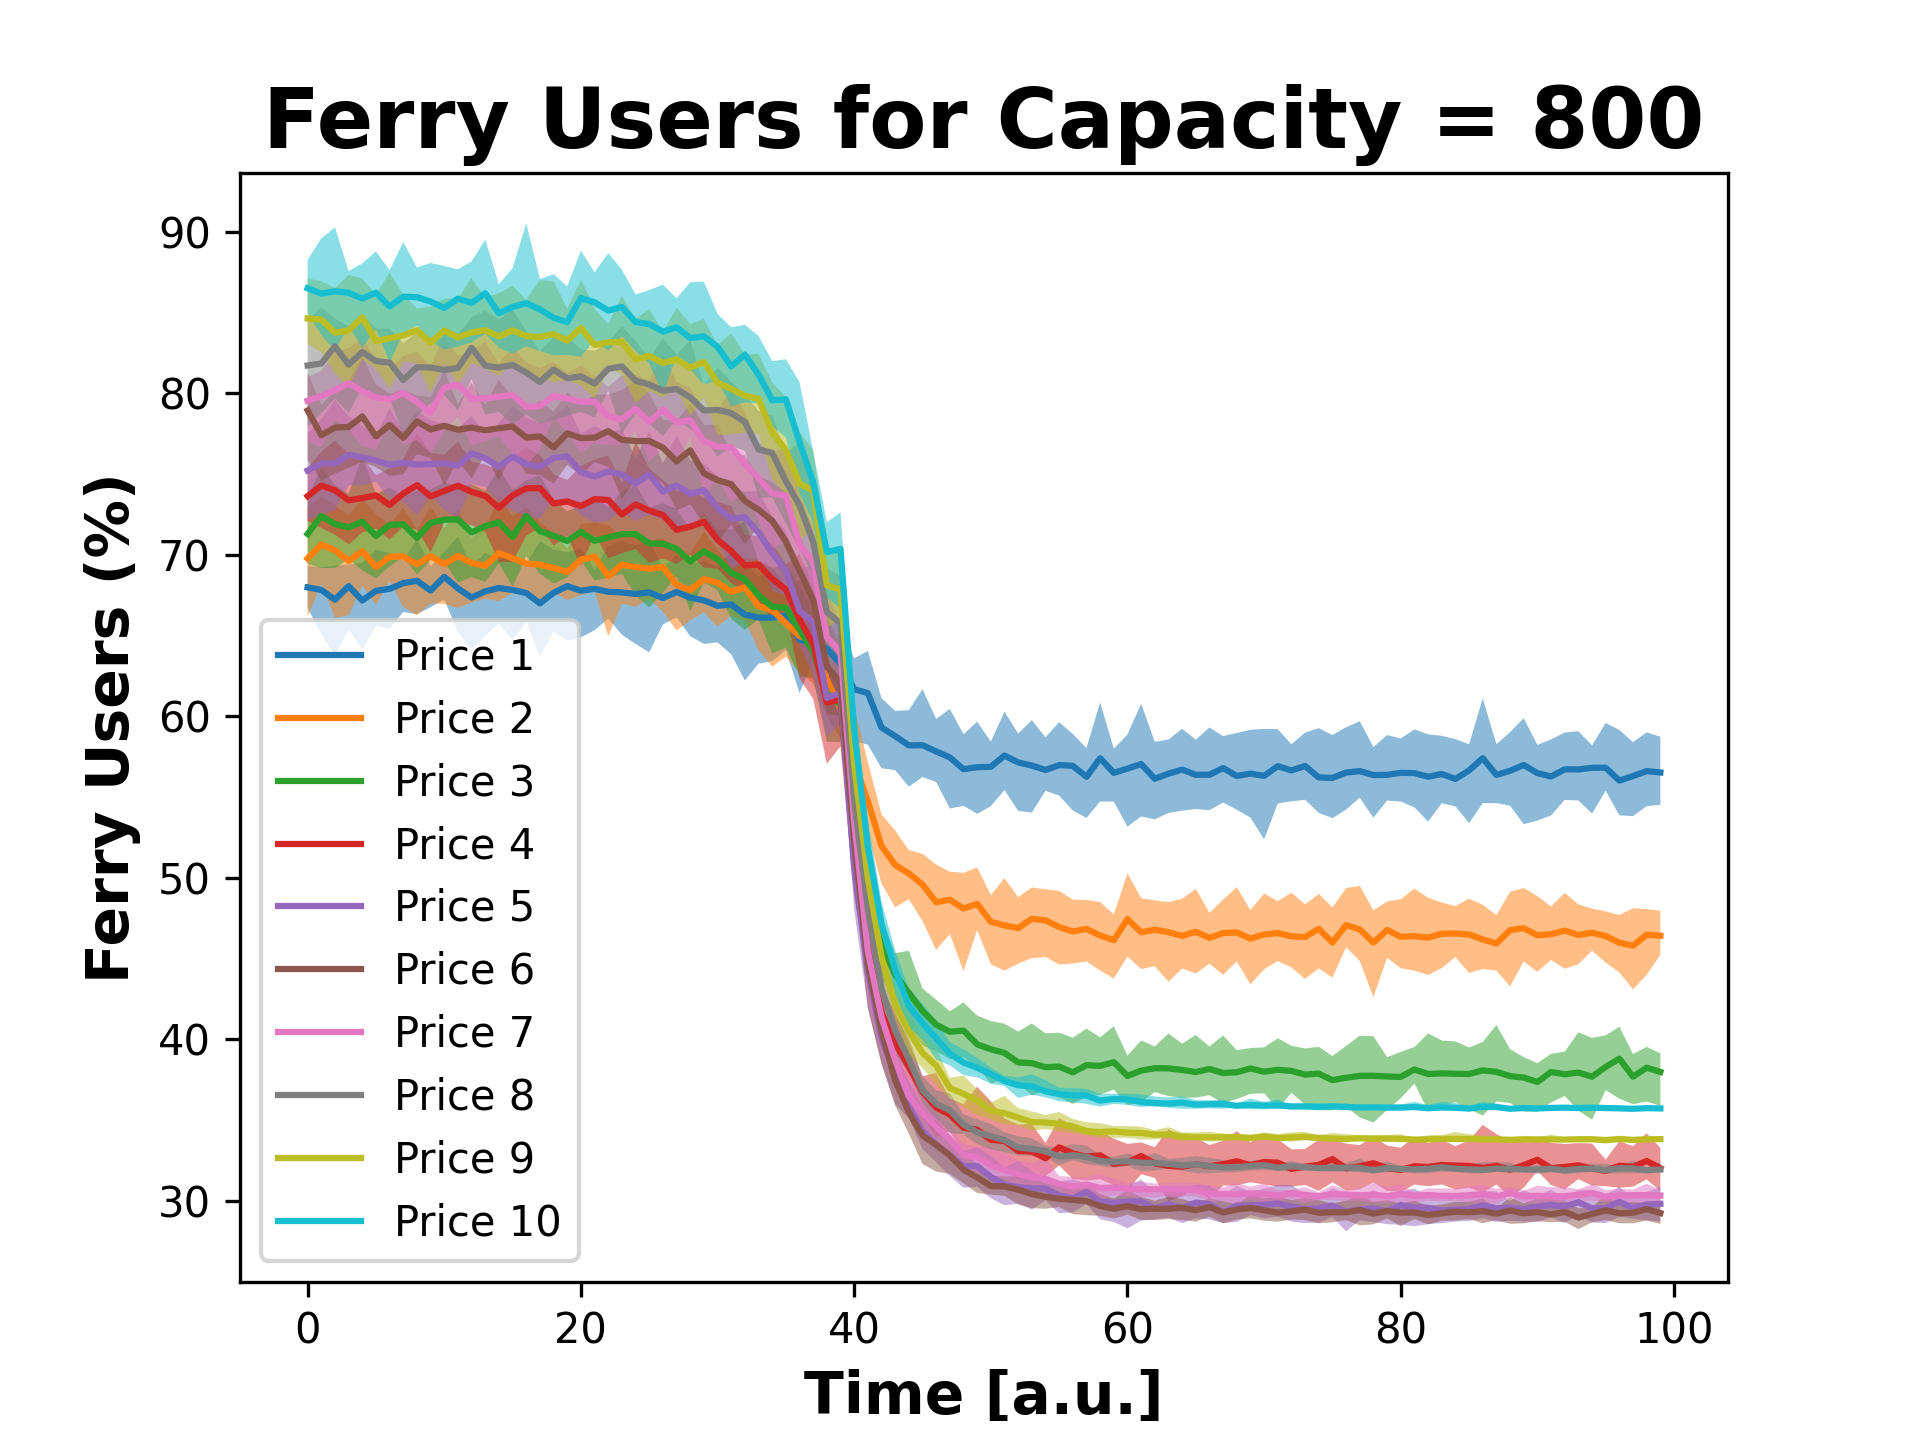 Ferry Users for Capacity = 800
Ferry Users (%)
90
80
70
60
50
40
30
Price 1
Price 2
Price 3
Price 4
Price 5
Price 6
Price 7
Price 8
Price 9
Price 10
0 20 40 60 80 100
Time [a.u.]